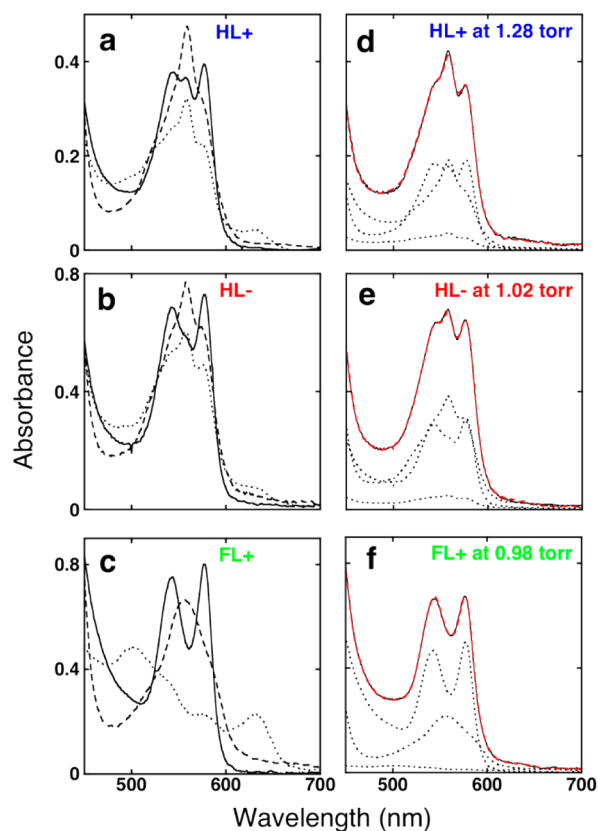 a
HL+
0.4
0.2
0
d
HL+ at 1.28 torr
b
HL-
0.8
0.4
0
e
HL- at 1.02 torr
c
FL+
0.8
0.4
0
f
FL+ at 0.98 torr
Absorbance
500
600
700
500
600
700
Wavelength (nm)